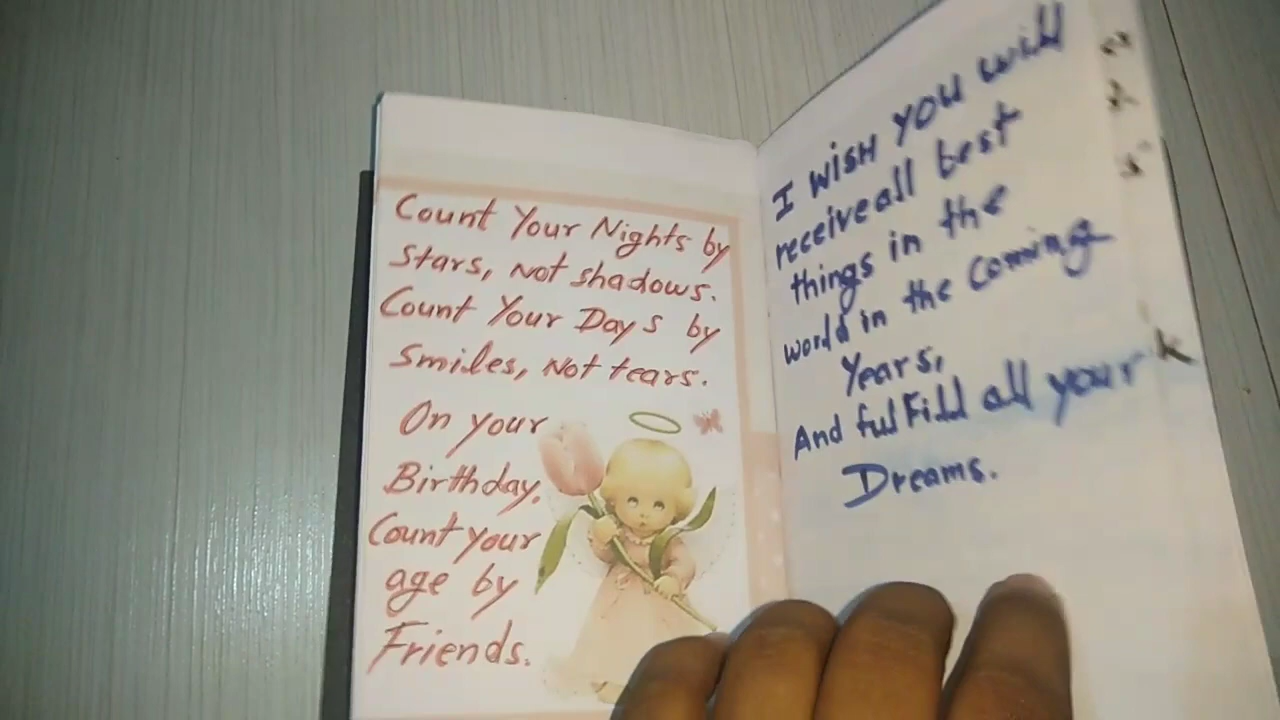 Count Your Nights by
Stars, Not shadows.
Count Your Days by
Smiles, Not tears.
On your
Birthday.
Count your
age by
Friends.
I WiSH YOU will
receive all best
things in the
world in the Coming
Years,
And fulFill all your
Dreams.